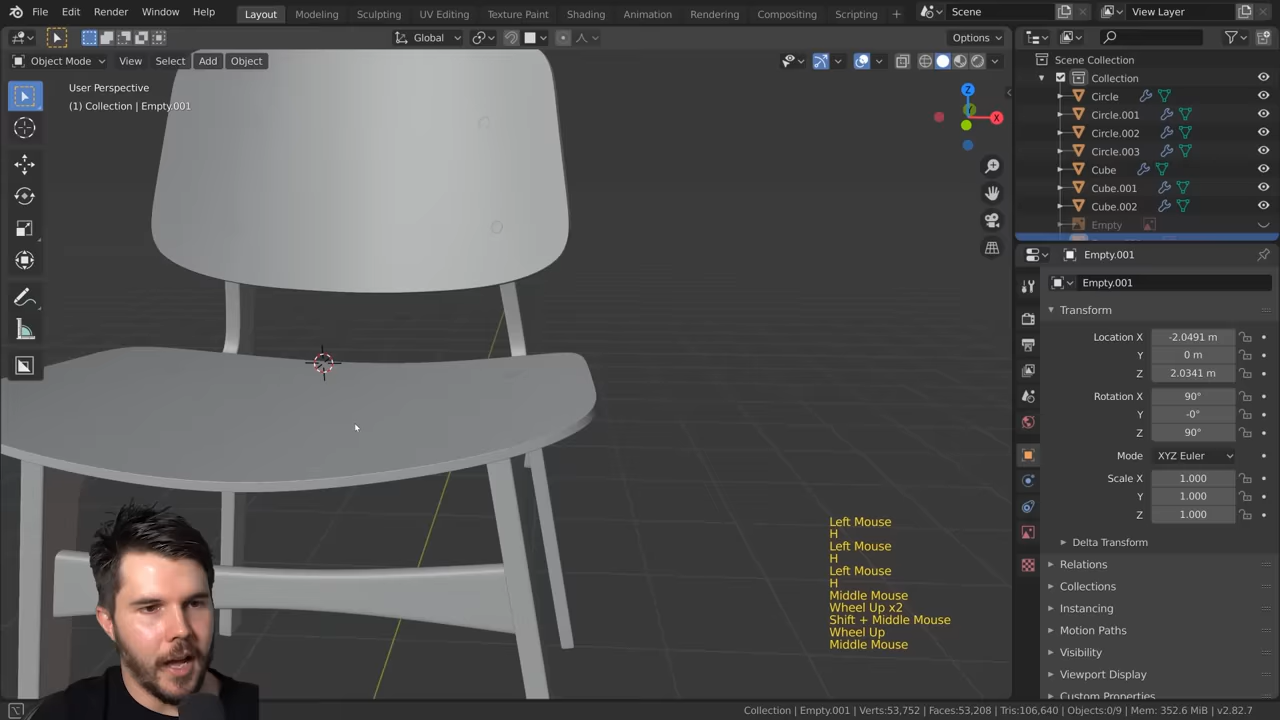 File Edit Render Window Help Layout Modeling Sculpting UV Editing Texture Paint Shading Animation Rendering Compositing Scripting + Scene View Layer
Global Options
Object Mode View Select Add Object
User Perspective
(1) Collection | Empty.001
Z
X
Scene Collection
Collection
Circle
Circle.001
Circle.002
Circle.003
Cube
Cube.001
Cube.002
Empty
Empty.001
Empty.001
Transform
Location X -2.0491 m
Y 0 m
Z 2.0341 m
Rotation X 90°
Y -0°
Z 90°
Mode XYZ Euler
Scale X 1.000
Y 1.000
Z 1.000
Delta Transform
Relations
Collections
Instancing
Motion Paths
Visibility
Viewport Display
Custom Properties
Left Mouse
H
Left Mouse
H
Left Mouse
H
Middle Mouse
Wheel Up x2
Shift + Middle Mouse
Wheel Up
Middle Mouse
Collection | Empty.001 | Verts:53,752 | Faces:53,208 | Tris:106,640 | Objects:0/9 | Mem: 352.6 MiB | v2.82.7